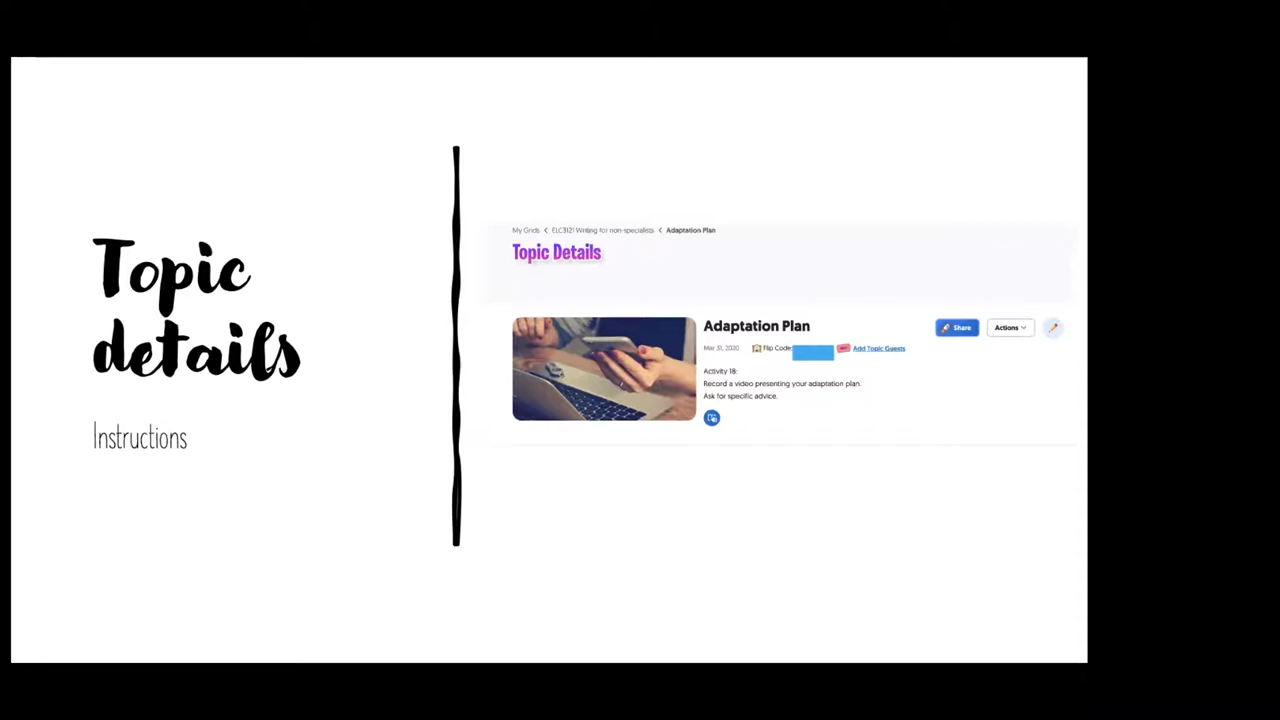 Topic
details
Instructions
My Grids < ELC3121 Writing for non-specialists < Adaptation Plan
Topic Details
Adaptation Plan
Share
Actions
Mar 31, 2020 Flip Code: Add Topic Guests
Activity 18:
Record a video presenting your adaptation plan.
Ask for specific advice.